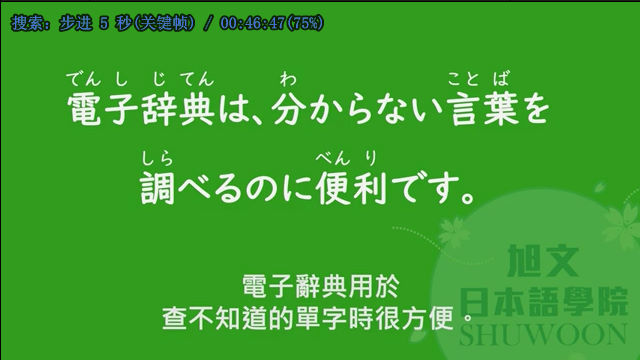 搜索: 步进 5 秒(关键帧) / 00:46:47(75%)
でん し じ てん わ こと ば
電子辞典は、分からない言葉を
しら べん り
調べるのに便利です。
電子辭典用於
查不知道的單字時很方便。
旭文
日本語學院
SHUWOON